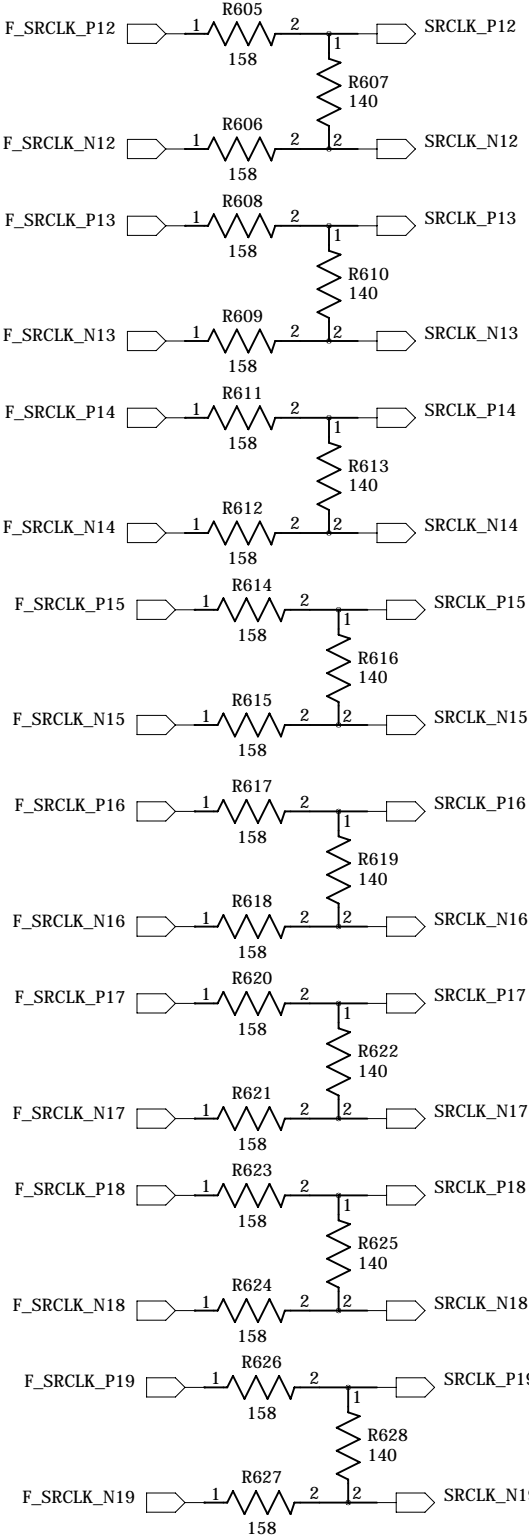 R605
F_SRCLK_P12 1 2 SRCLK_P12
158
1
R607
140
R606
F_SRCLK_N12 1 2 2 SRCLK_N12
158
R608
F_SRCLK_P13 1 2 SRCLK_P13
158
1
R610
140
R609
F_SRCLK_N13 1 2 2 SRCLK_N13
158
R611
F_SRCLK_P14 1 2 SRCLK_P14
158
1
R613
140
R612
F_SRCLK_N14 1 2 2 SRCLK_N14
158
R614
F_SRCLK_P15 1 2 SRCLK_P15
158
1
R616
140
R615
F_SRCLK_N15 1 2 2 SRCLK_N15
158
R617
F_SRCLK_P16 1 2 SRCLK_P16
158
1
R619
140
R618
F_SRCLK_N16 1 2 2 SRCLK_N16
158
R620
F_SRCLK_P17 1 2 SRCLK_P17
158
1
R622
140
R621
F_SRCLK_N17 1 2 2 SRCLK_N17
158
R623
F_SRCLK_P18 1 2 SRCLK_P18
158
1
R625
140
R624
F_SRCLK_N18 1 2 2 SRCLK_N18
158
R626
F_SRCLK_P19 1 2 SRCLK_P19
158
1
R628
140
R627
F_SRCLK_N19 1 2 2 SRCLK_N19
158